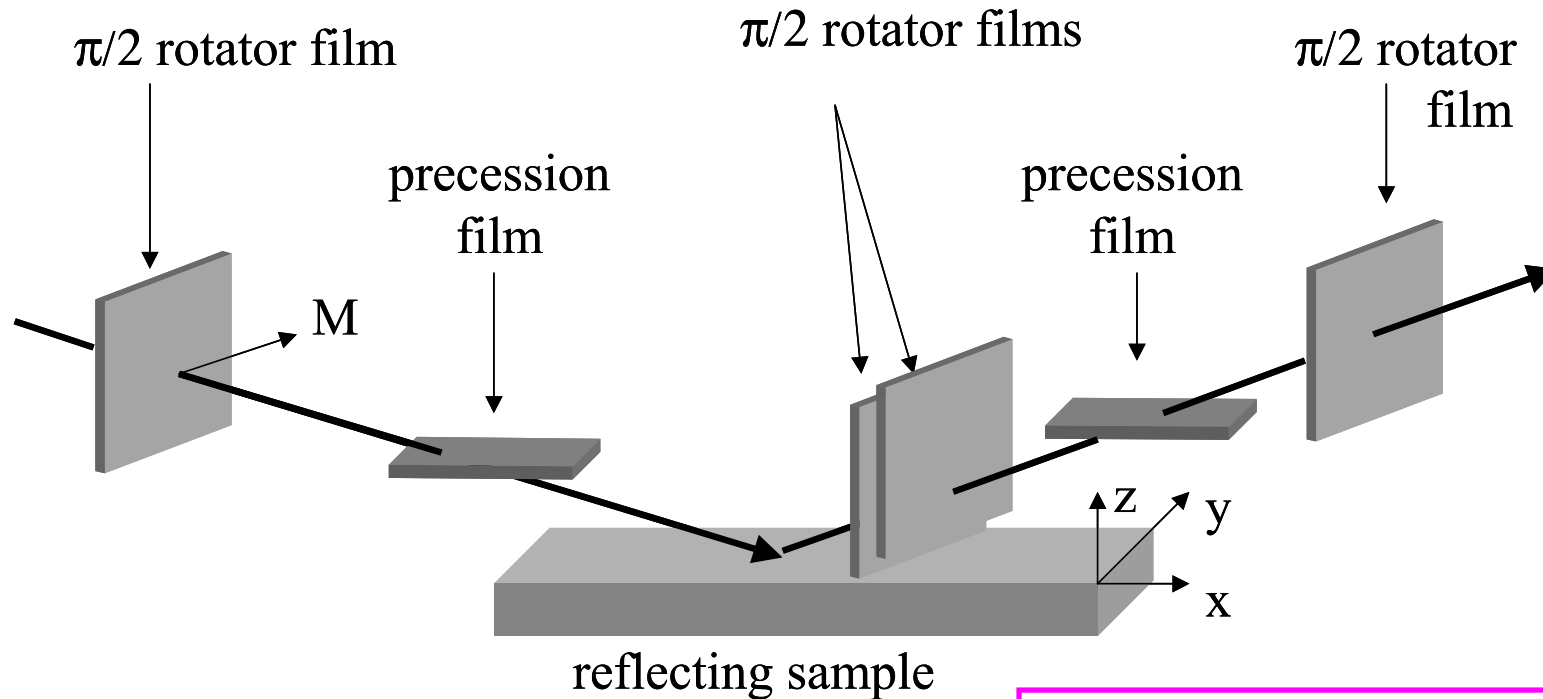 π/2 rotator film
π/2 rotator films
π/2 rotator
film
precession
film
precession
film
M
z
y
x
reflecting sample